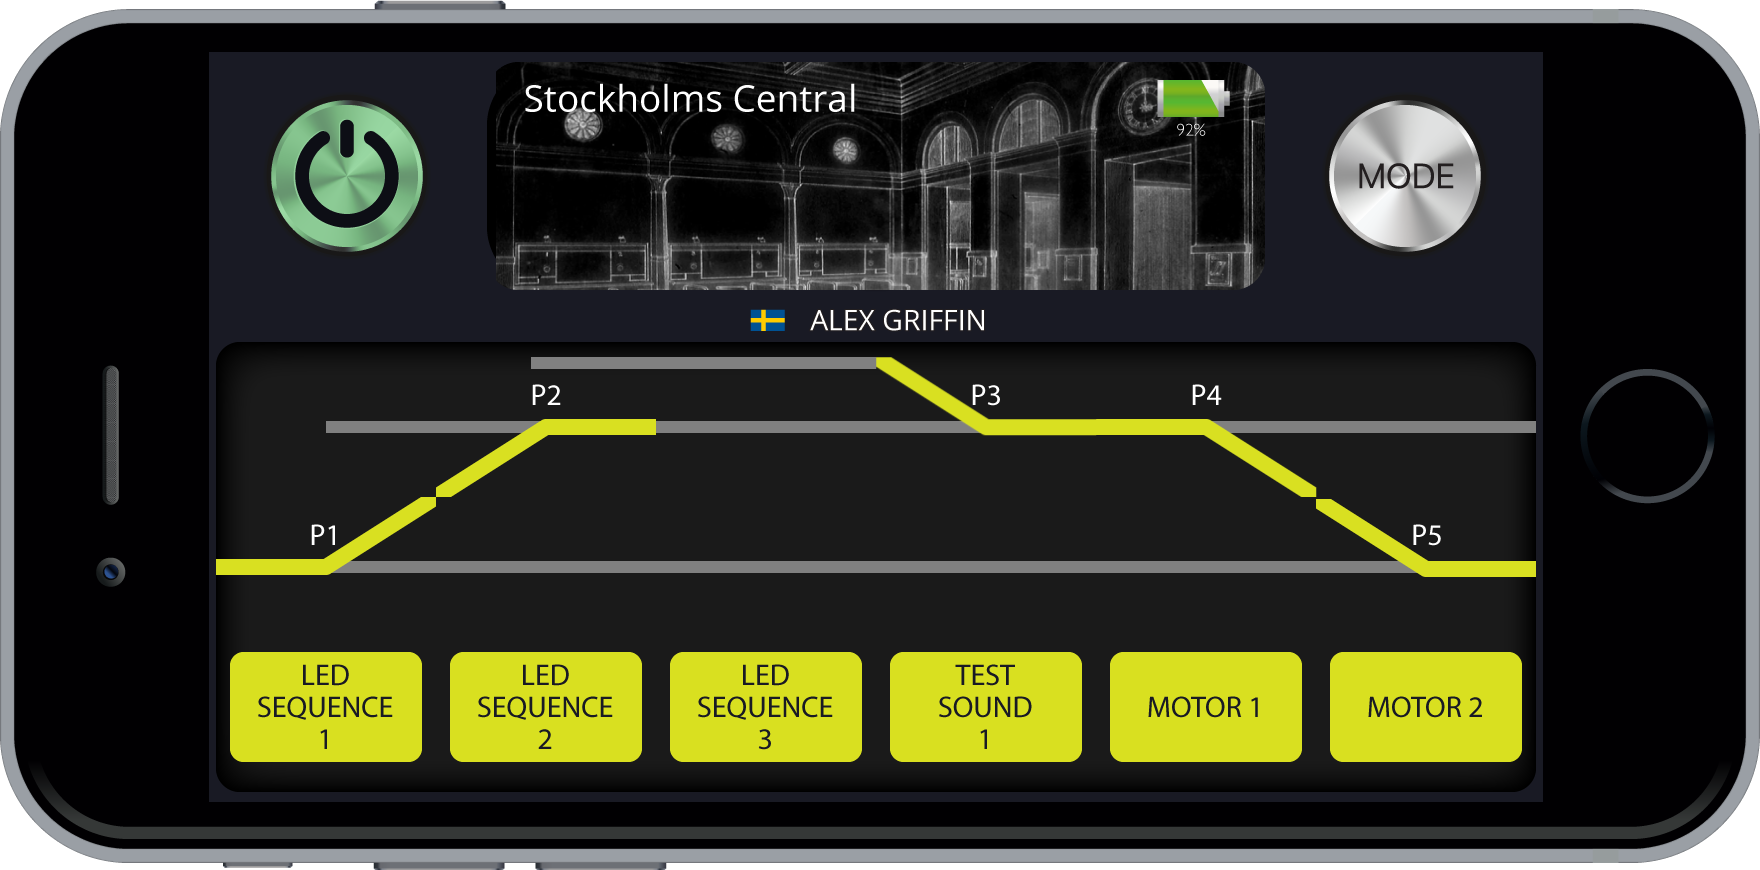 Stockholms Central
92%
MODE
ALEX GRIFFIN
P2
P3
P4
P1
P5
LED
SEQUENCE
1
LED
SEQUENCE
2
LED
SEQUENCE
3
TEST
SOUND
1
MOTOR 1
MOTOR 2